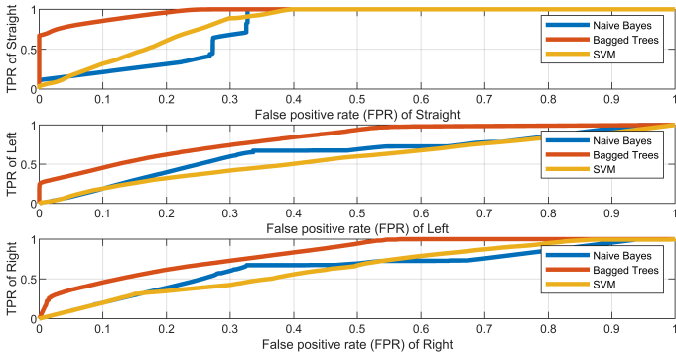 TPR of Straight
1
0.5
0
0 0.1 0.2 0.3 0.4 0.5 0.6 0.7 0.8 0.9 1
False positive rate (FPR) of Straight
Naive Bayes
Bagged Trees
SVM
TPR of Left
1
0.5
0
0 0.1 0.2 0.3 0.4 0.5 0.6 0.7 0.8 0.9 1
False positive rate (FPR) of Left
Naive Bayes
Bagged Trees
SVM
TPR of Right
1
0.5
0
0 0.1 0.2 0.3 0.4 0.5 0.6 0.7 0.8 0.9 1
False positive rate (FPR) of Right
Naive Bayes
Bagged Trees
SVM